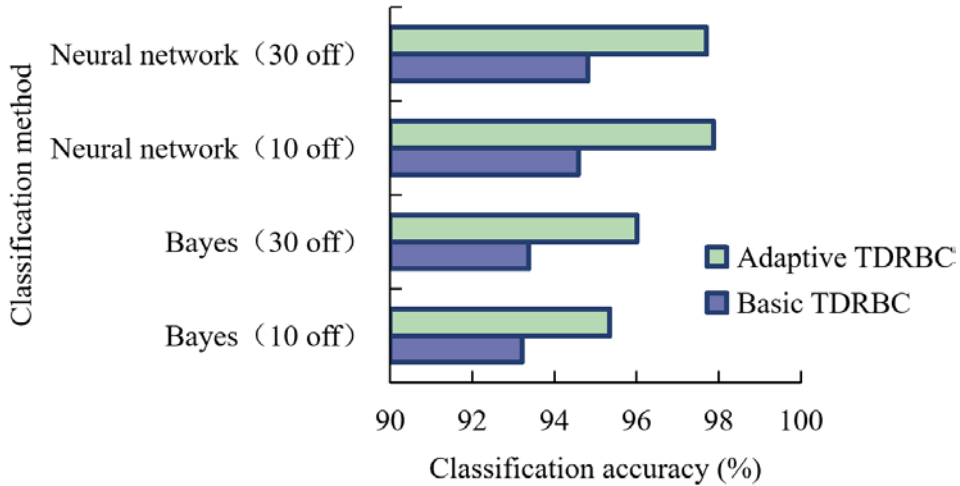 Classification method
Neural network（30 off）
Neural network（10 off）
Bayes（30 off）
Bayes（10 off）
Adaptive TDRBC
Basic TDRBC
90 92 94 96 98 100
Classification accuracy (%)